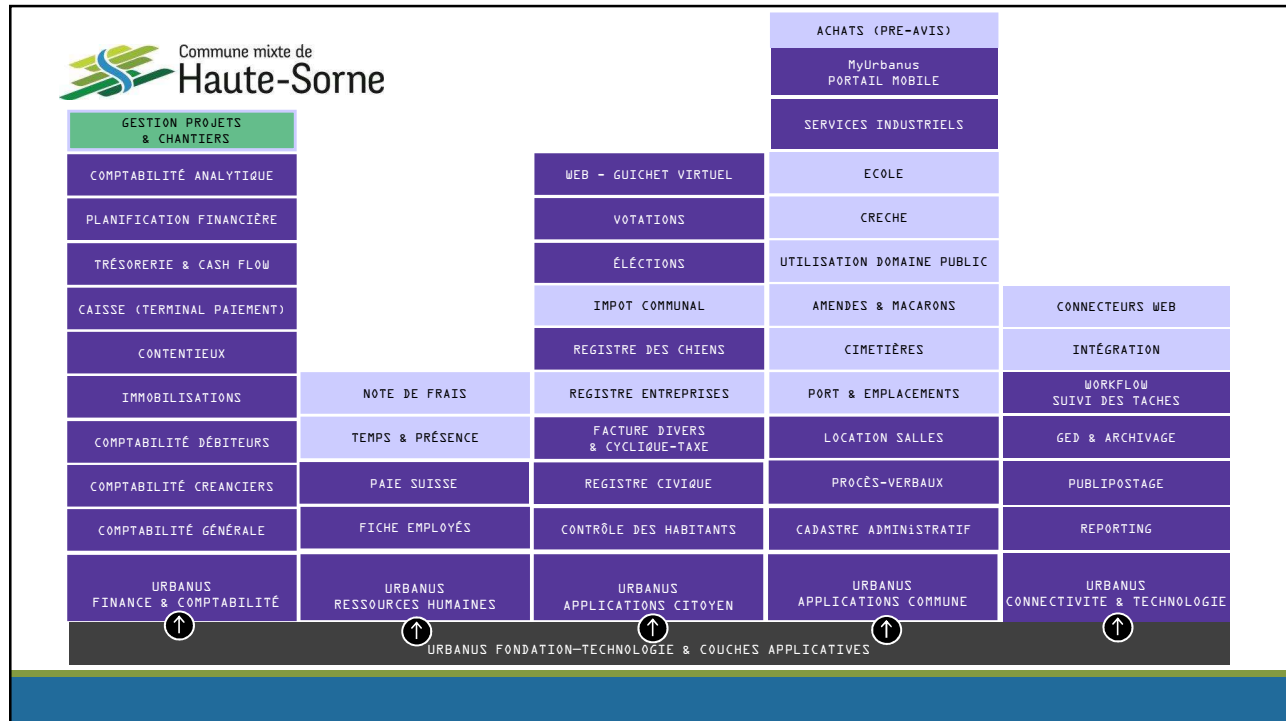 Commune mixte de
Haute-Sorne
GESTION PROJETS
& CHANTIERS
COMPTABILITÉ ANALYTIQUE
PLANIFICATION FINANCIÈRE
TRÉSORERIE & CASH FLOW
CAISSE (TERMINAL PAIEMENT)
CONTENTIEUX
IMMOBILISATIONS
COMPTABILITÉ DÉBITEURS
COMPTABILITÉ CREANCIERS
COMPTABILITÉ GÉNÉRALE
URBANUS
FINANCE & COMPTABILITÉ
NOTE DE FRAIS
TEMPS & PRÉSENCE
PAIE SUISSE
FICHE EMPLOYÉS
URBANUS
RESSOURCES HUMAINES
WEB - GUICHET VIRTUEL
VOTATIONS
ÉLÉCTIONS
IMPOT COMMUNAL
REGISTRE DES CHIENS
REGISTRE ENTREPRISES
FACTURE DIVERS
& CYCLIQUE-TAXE
REGISTRE CIVIQUE
CONTRÔLE DES HABITANTS
URBANUS
APPLICATIONS CITOYEN
ACHATS (PRE-AVIS)
MyUrbanus
PORTAIL MOBILE
SERVICES INDUSTRIELS
ECOLE
CRECHE
UTILISATION DOMAINE PUBLIC
AMENDES & MACARONS
CIMETIÈRES
PORT & EMPLACEMENTS
LOCATION SALLES
PROCÈS-VERBAUX
CADASTRE ADMINISTRATIF
URBANUS
APPLICATIONS COMMUNE
CONNECTEURS WEB
INTÉGRATION
WORKFLOW
SUIVI DES TACHES
GED & ARCHIVAGE
PUBLIPOSTAGE
REPORTING
URBANUS
CONNECTIVITE & TECHNOLOGIE
URBANUS FONDATION-TECHNOLOGIE & COUCHES APPLICATIVES